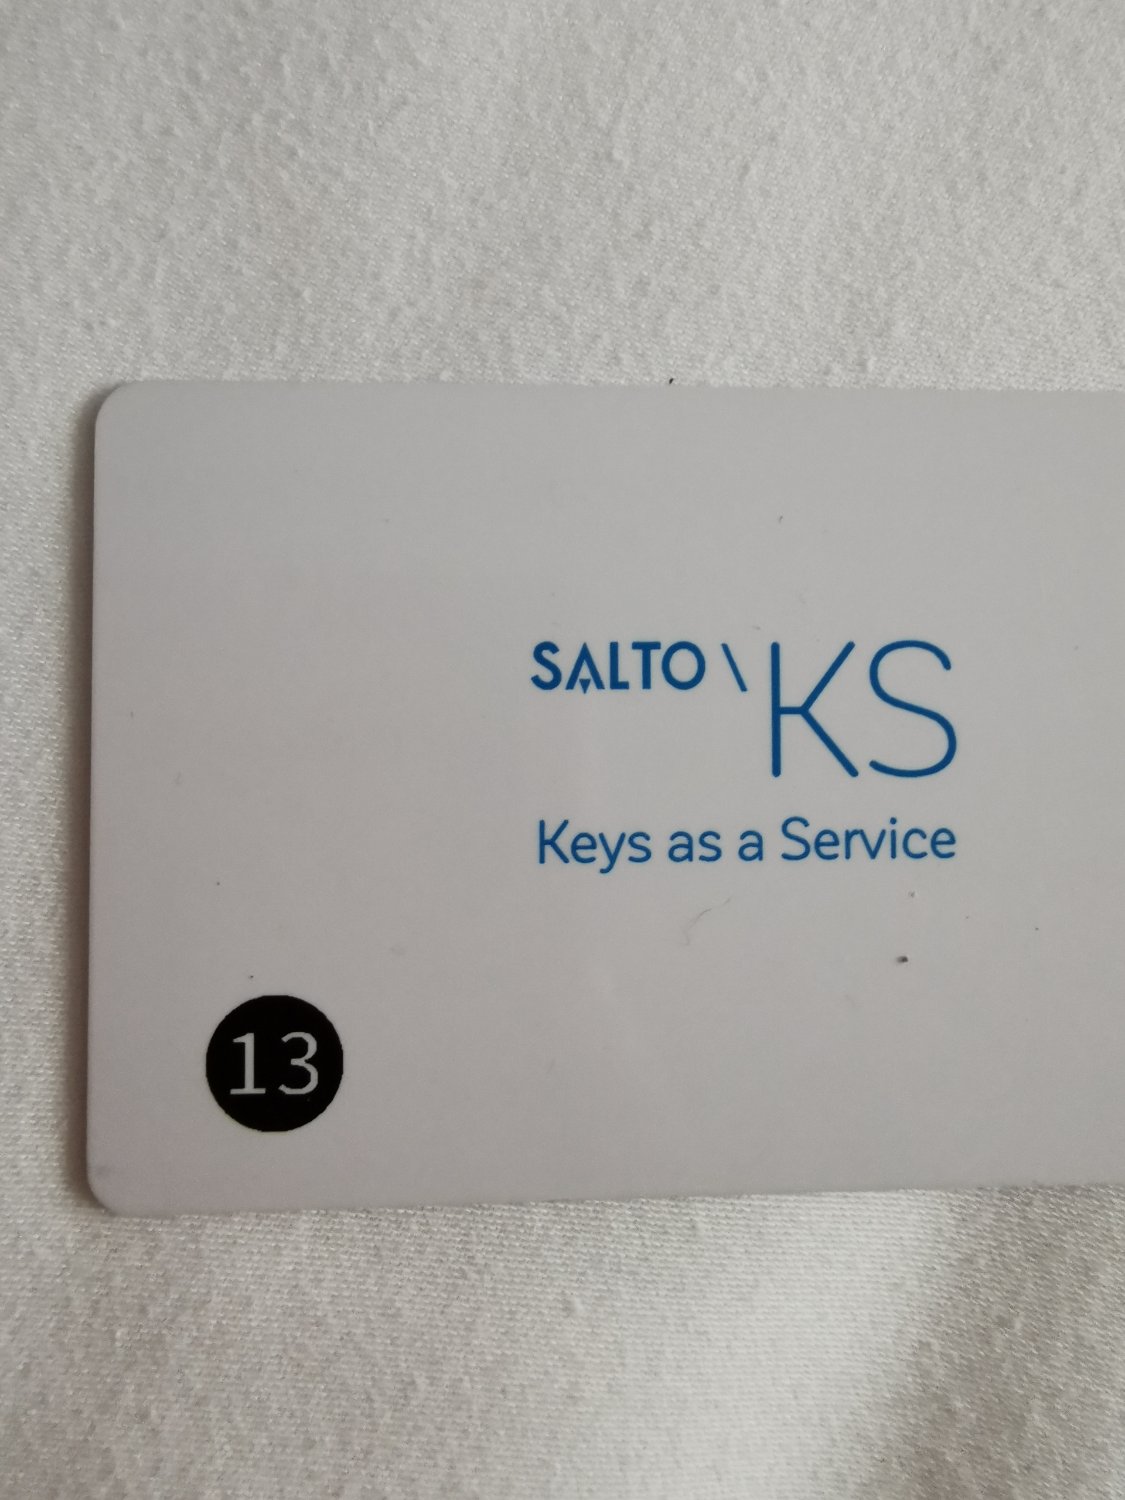 SALTO \ KS
Keys as a Service
13